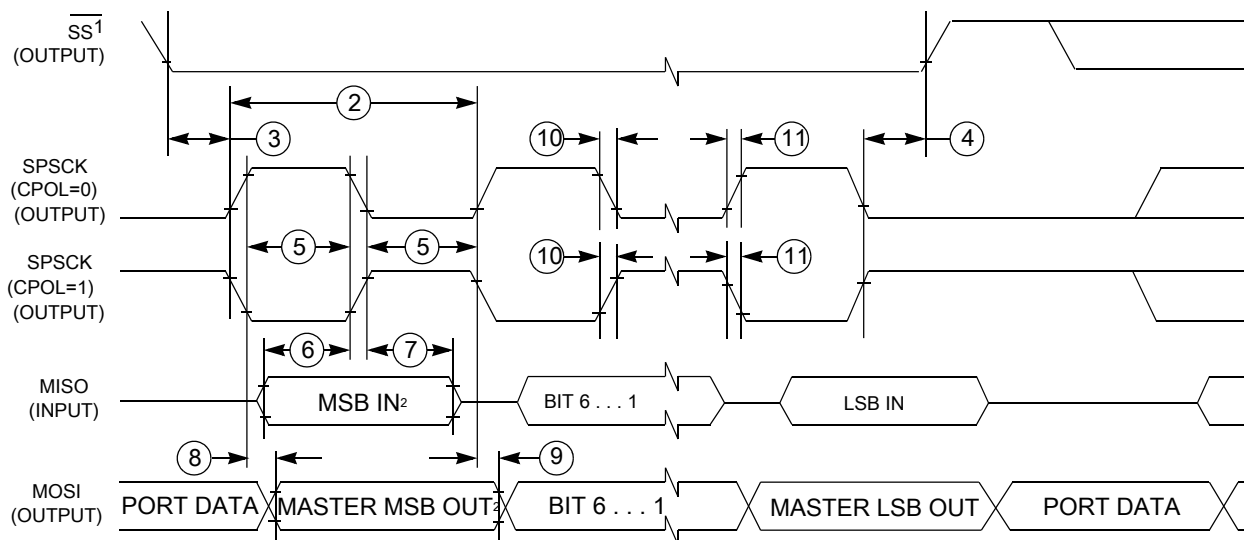 SS1
(OUTPUT)
2
3
10
11
4
SPSCK
(CPOL=0)
(OUTPUT)
5
5
SPSCK
(CPOL=1)
(OUTPUT)
10
11
6
7
MISO
(INPUT)
MSB IN2
BIT 6 . . . 1
LSB IN
8
9
MOSI
(OUTPUT)
PORT DATA
MASTER MSB OUT2
BIT 6 . . . 1
MASTER LSB OUT
PORT DATA